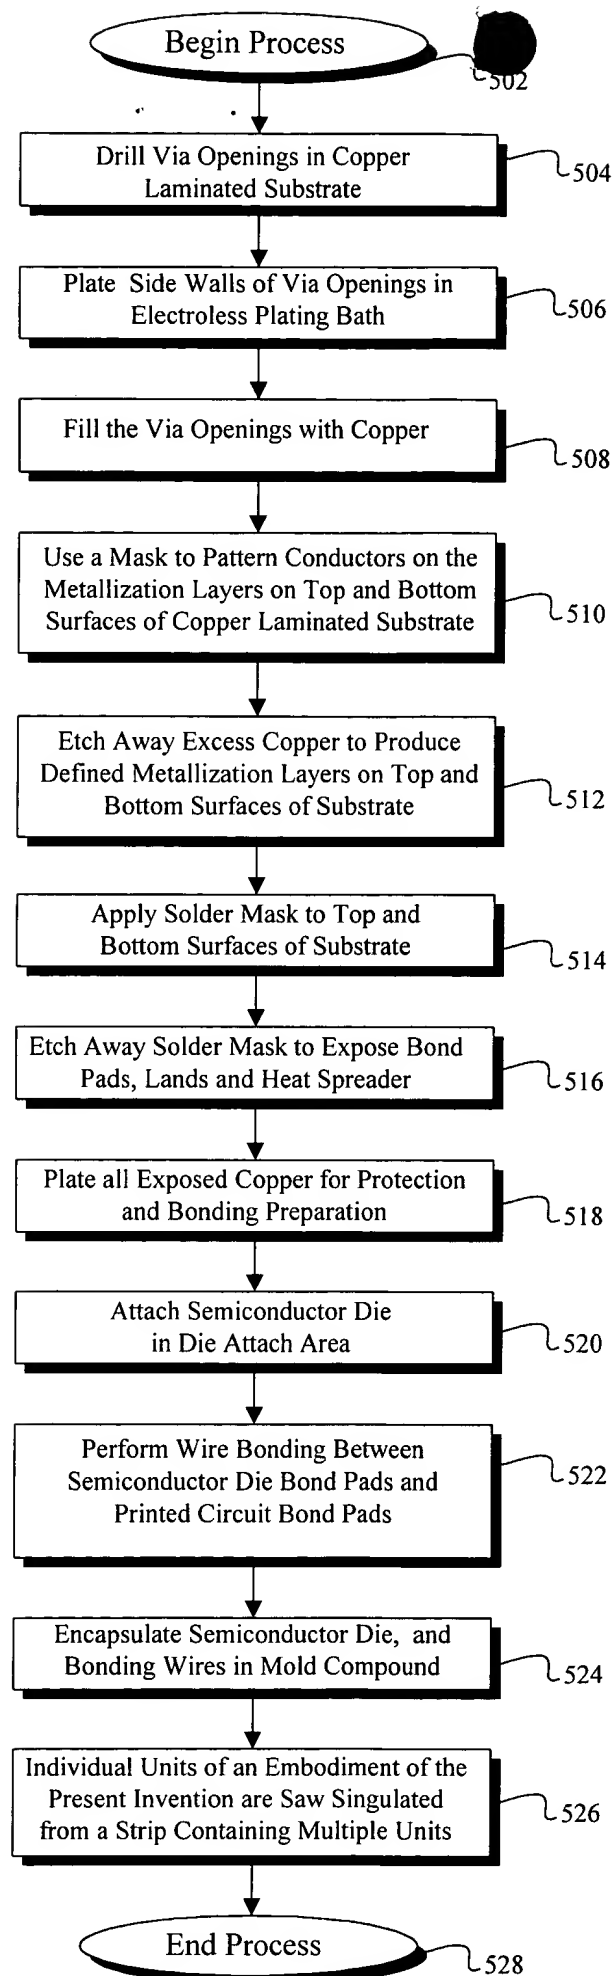 Begin Process
502
Drill Via Openings in Copper
Laminated Substrate
504
Plate Side Walls of Via Openings in
Electroless Plating Bath
506
Fill the Via Openings with Copper
508
Use a Mask to Pattern Conductors on the
Metallization Layers on Top and Bottom
Surfaces of Copper Laminated Substrate
510
Etch Away Excess Copper to Produce
Defined Metallization Layers on Top and
Bottom Surfaces of Substrate
512
Apply Solder Mask to Top and
Bottom Surfaces of Substrate
514
Etch Away Solder Mask to Expose Bond
Pads, Lands and Heat Spreader
516
Plate all Exposed Copper for Protection
and Bonding Preparation
518
Attach Semiconductor Die
in Die Attach Area
520
Perform Wire Bonding Between
Semiconductor Die Bond Pads and
Printed Circuit Bond Pads
522
Encapsulate Semiconductor Die, and
Bonding Wires in Mold Compound
524
Individual Units of an Embodiment of the
Present Invention are Saw Singulated
from a Strip Containing Multiple Units
526
End Process
528